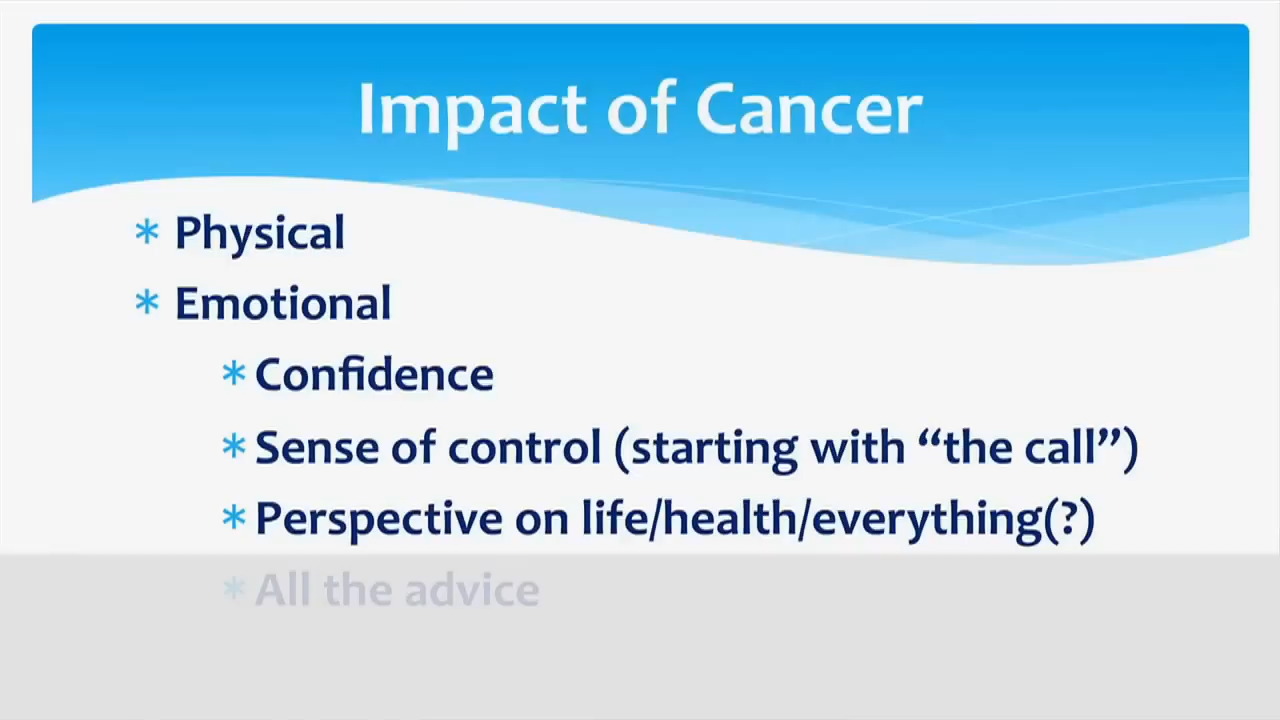 Impact of Cancer
* Physical
* Emotional
* Confidence
* Sense of control (starting with “the call”)
* Perspective on life/health/everything(?)
* All the advice